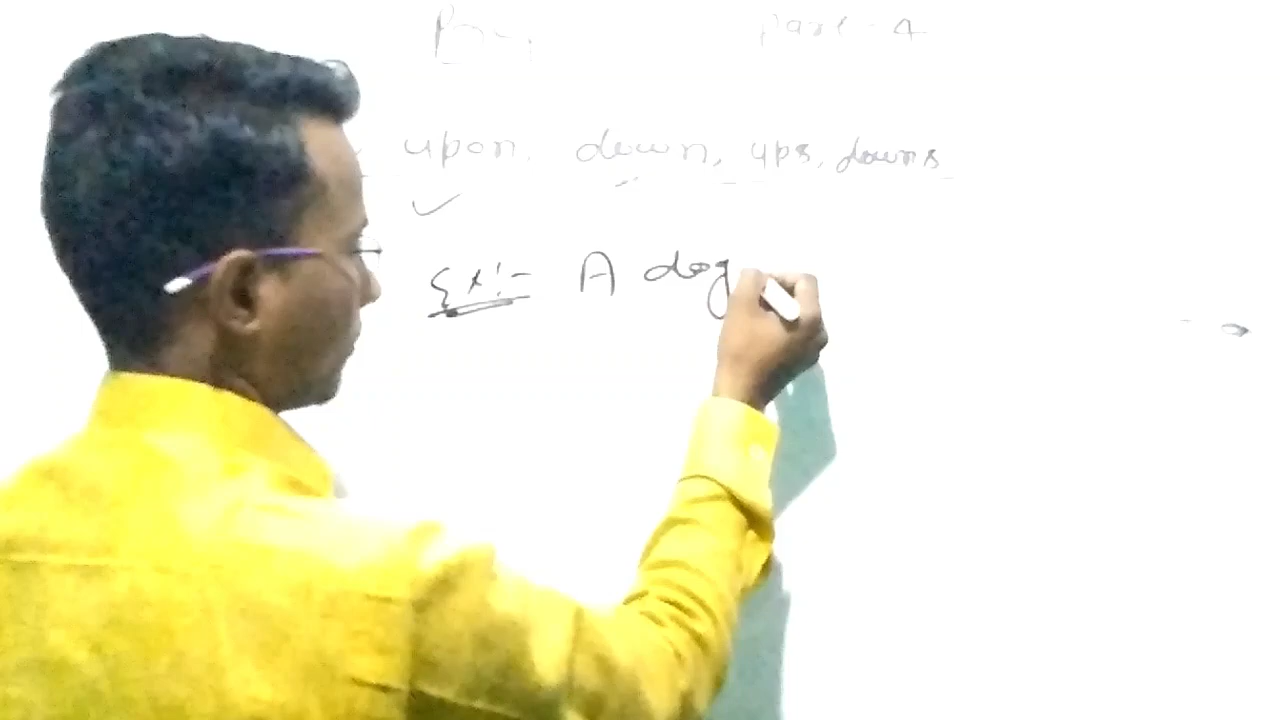 Part-4
upon, down, ups, downs
Ex:- A dog